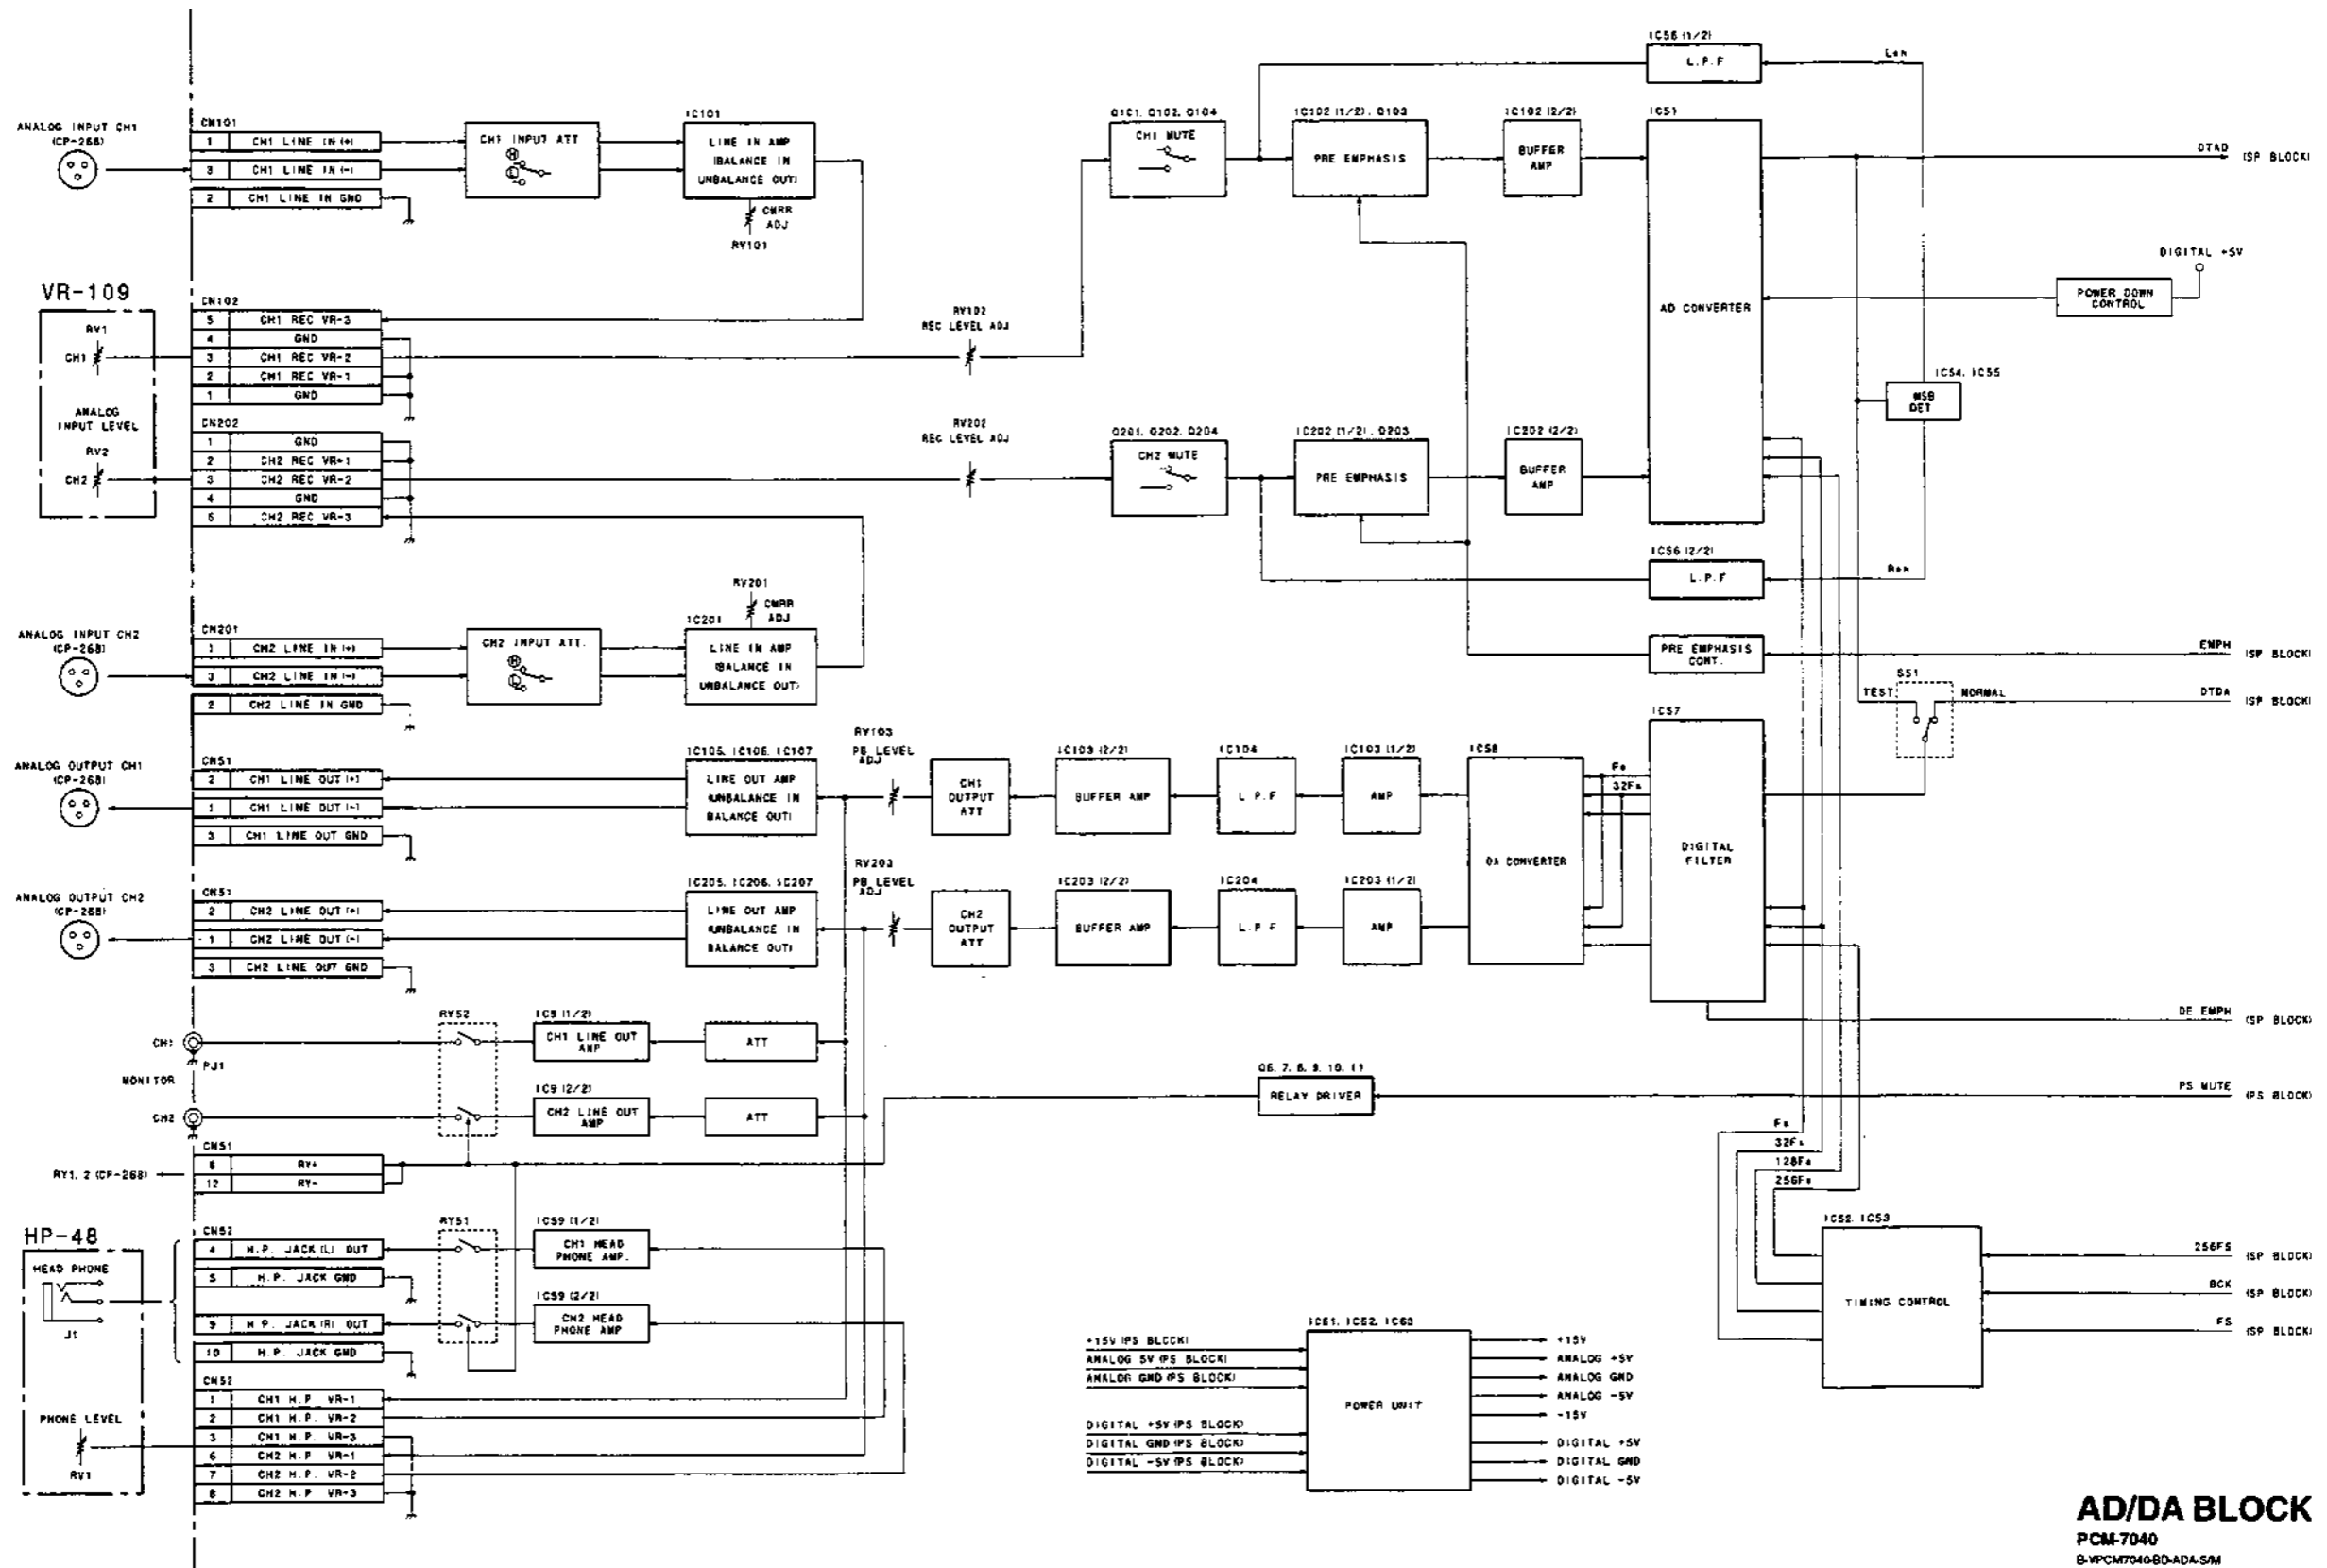 IC56 (1/2)
L.P.F
ANALOG INPUT CH1
(CP-268)
CN101
1 CH1 LINE IN (+)
3 CH1 LINE IN (-)
2 CH1 LINE IN GND
CH1 INPUT ATT
H
L
IC101
LINE IN AMP
(BALANCE IN
UNBALANCE OUT)
CMRR
ADJ
RV101
Q101, Q102, Q104
CH1 MUTE
IC102 (1/2), Q103
PRE EMPHASIS
IC102 (2/2)
BUFFER
AMP
IC51
AD CONVERTER
DTAD
(SP BLOCK)
DIGITAL +5V
POWER DOWN
CONTROL
IC54, IC55
MSB
DET
VR-109
RV1
CH1
ANALOG
INPUT LEVEL
RV2
CH2
CN102
5 CH1 REC VR-3
4 GND
3 CH1 REC VR-2
2 CH1 REC VR-1
1 GND
CN202
1 GND
2 CH2 REC VR-1
3 CH2 REC VR-2
4 GND
5 CH2 REC VR-3
RV102
REC LEVEL ADJ
RV202
REC LEVEL ADJ
Q201, Q202, Q204
CH2 MUTE
IC202 (1/2), Q203
PRE EMPHASIS
IC202 (2/2)
BUFFER
AMP
IC56 (2/2)
L.P.F
ANALOG INPUT CH2
(CP-268)
CN201
1 CH2 LINE IN (+)
3 CH2 LINE IN (-)
2 CH2 LINE IN GND
CH2 INPUT ATT.
H
L
RV201
CMRR
ADJ
IC201
LINE IN AMP
(BALANCE IN
UNBALANCE OUT)
PRE EMPHASIS
CONT.
EMPH
(SP BLOCK)
S51
TEST
NORMAL
DTDA
(SP BLOCK)
ANALOG OUTPUT CH1
(CP-268)
CN51
2 CH1 LINE OUT (+)
1 CH1 LINE OUT (-)
3 CH1 LINE OUT GND
IC105, IC106, IC107
LINE OUT AMP
(UNBALANCE IN
BALANCE OUT)
RV103
PB LEVEL
ADJ
CH1
OUTPUT
ATT
IC103 (2/2)
BUFFER AMP
IC104
L.P.F
IC103 (1/2)
AMP
IC58
DA CONVERTER
Fs
32Fs
IC57
DIGITAL
FILTER
ANALOG OUTPUT CH2
(CP-268)
CN51
2 CH2 LINE OUT (+)
1 CH2 LINE OUT (-)
3 CH2 LINE OUT GND
IC205, IC206, IC207
LINE OUT AMP
(UNBALANCE IN
BALANCE OUT)
RV203
PB LEVEL
ADJ
CH2
OUTPUT
ATT
IC203 (2/2)
BUFFER AMP
IC204
L.P.F
IC203 (1/2)
AMP
DE EMPH
(SP BLOCK)
CH1
PJ1
MONITOR
CH2
RY52
CH1 LINE OUT
AMP
ATT
IC9 (2/2)
CH2 LINE OUT
AMP
ATT
Q6, 7, 8, 9, 10, 11
RELAY DRIVER
PS MUTE
(PS BLOCK)
RY1, 2 (CP-268)
CN51
6 RY+
12 RY-
Fs
32Fs
128Fs
256Fs
IC52, IC53
TIMING CONTROL
256FS
(SP BLOCK)
BCK
(SP BLOCK)
FS
(SP BLOCK)
HP-48
HEAD PHONE
J1
PHONE LEVEL
RV1
CN52
4 H.P. JACK (L) OUT
5 H.P. JACK GND
9 H.P. JACK (R) OUT
10 H.P. JACK GND
RY51
IC59 (1/2)
CH1 HEAD
PHONE AMP.
IC59 (2/2)
CH2 HEAD
PHONE AMP
CN52
1 CH1 H.P VR-1
2 CH1 H.P. VR-2
3 CH1 H.P. VR-3
6 CH2 H.P VR-1
7 CH2 H.P. VR-2
8 CH2 H.P VR-3
IC61, IC62, IC63
POWER UNIT
+15V (PS BLOCK)
ANALOG 5V (PS BLOCK)
ANALOG GND (PS BLOCK)
DIGITAL +5V (PS BLOCK)
DIGITAL GND (PS BLOCK)
DIGITAL -5V (PS BLOCK)
+15V
ANALOG +5V
ANALOG GND
ANALOG -5V
-15V
DIGITAL +5V
DIGITAL GND
DIGITAL -5V
AD/DA BLOCK
PCM-7040